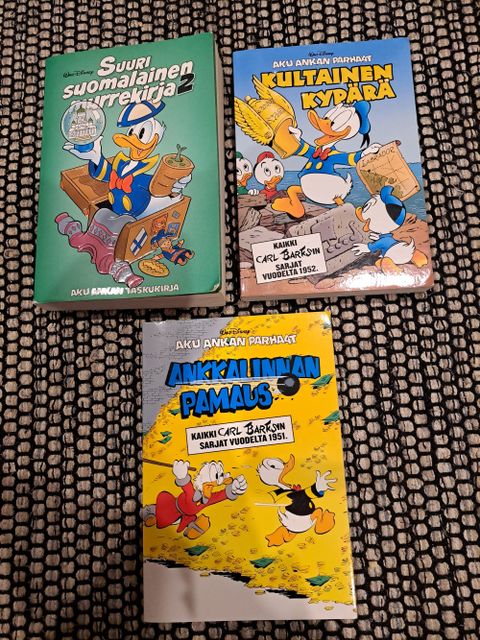 Walt Disney
SUURI
SUOMALAINEN
2
AKU ANKAN TASKUKIRJA
Walt Disney
AKU ANKAN PARHAAT
KULTAINEN
KYPÄRÄ
LABRADOR
KAIKKI
CARL BARKSIN
SARJAT
VUODELTA 1952.
Walt Disney
AKU ANKAN PARHAAT
ANKKALINNAN
PAMAUS
KAIKKI CARL BARKSIN
SARJAT VUODELTA 1951.